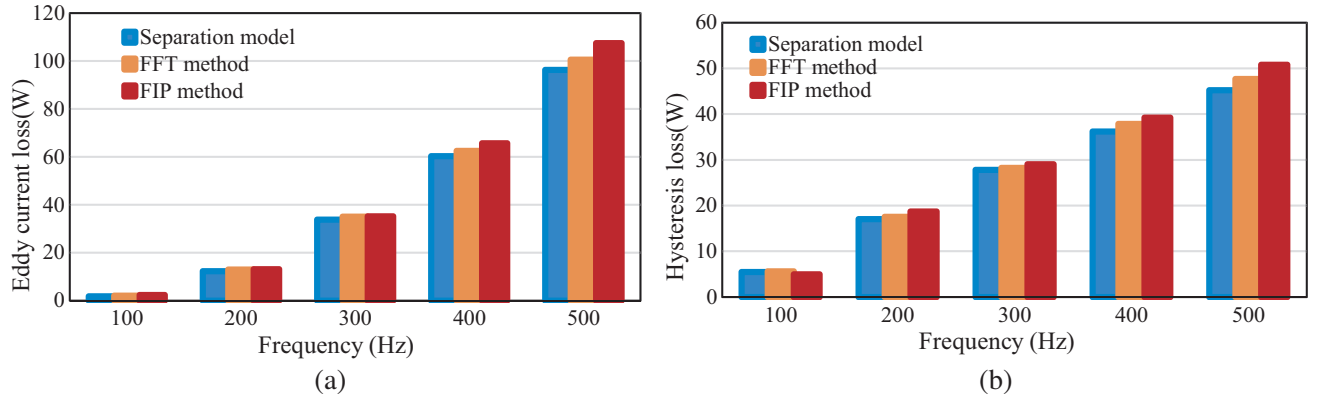 120
100
80
60
40
20
0
Eddy current loss(W)
Separation model
FFT method
FIP method
100 200 300 400 500
Frequency (Hz)
(a)
60
50
40
30
20
10
0
Hysteresis loss(W)
Separation model
FFT method
FIP method
100 200 300 400 500
Frequency (Hz)
(b)